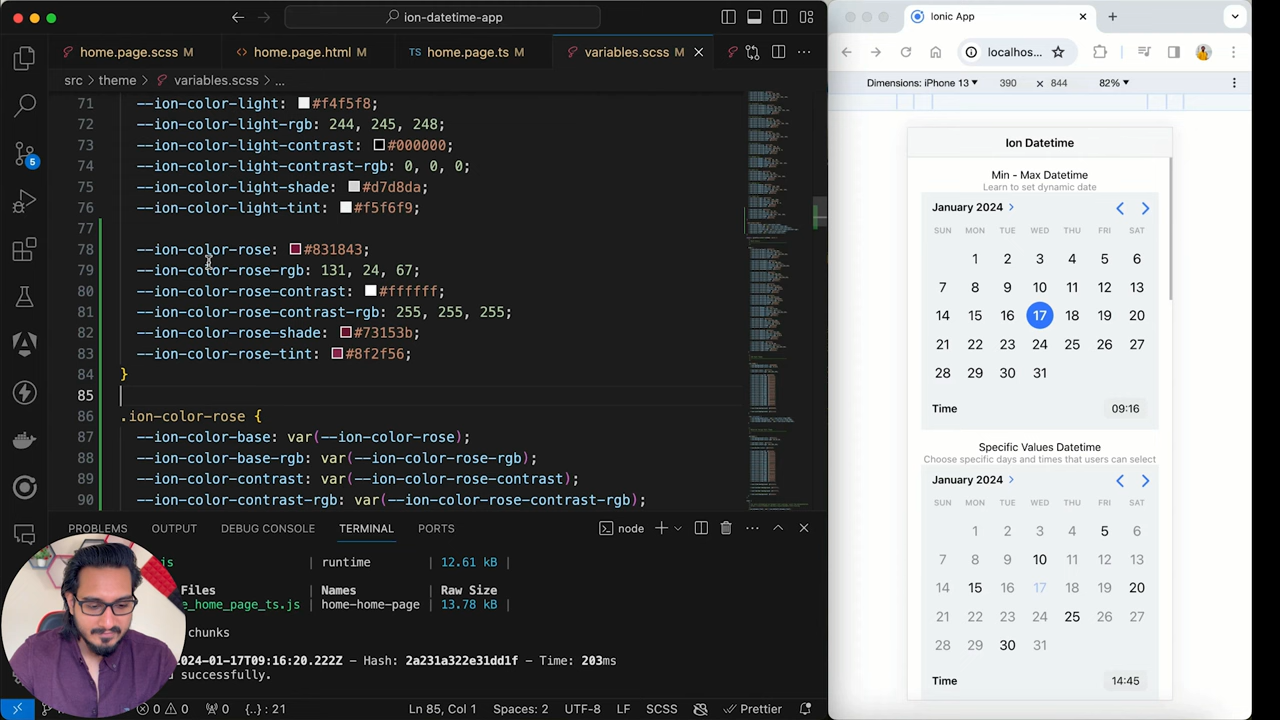 ion-datetime-app
home.page.scss M
home.page.html M
TS home.page.ts M
variables.scss M
src > theme > variables.scss > ...
--ion-color-light: #f4f5f8;
72 --ion-color-light-rgb: 244, 245, 248;
--ion-color-light-contrast: #000000;
74 --ion-color-light-contrast-rgb: 0, 0, 0;
--ion-color-light-shade: #d7d8da;
76 --ion-color-light-tint: #f5f6f9;
--ion-color-rose: #831843;
--ion-color-rose-rgb: 131, 24, 67;
80 --ion-color-rose-contrast: #ffffff;
--ion-color-rose-contrast-rgb: 255, 255, 255;
--ion-color-rose-shade: #73153b;
--ion-color-rose-tint: #8f2f56;
84 }
86 .ion-color-rose {
--ion-color-base: var(--ion-color-rose);
88 --ion-color-base-rgb: var(--ion-color-rose-rgb);
--ion-color-contrast: var(--ion-color-rose-contrast);
90 --ion-color-contrast-rgb: var(--ion-color-rose-contrast-rgb);
5
PROBLEMS OUTPUT DEBUG CONSOLE TERMINAL PORTS
node
js | runtime | 12.61 kB |
Files | Names | Raw Size
e_home_page_ts.js | home-home-page | 13.78 kB |
chunks
24-01-17T09:16:20.222Z - Hash: 2a231a322e31dd1f - Time: 203ms
successfully.
0 0 0 {..}: 21 Ln 85, Col 1 Spaces: 2 UTF-8 LF SCSS Prettier
Ionic App
localhos...
Dimensions: iPhone 13 390 × 844 82%
Ion Datetime
Min - Max Datetime
Learn to set dynamic date
January 2024
SUN MON TUE WED THU FRI SAT
1 2 3 4 5 6
7 8 9 10 11 12 13
14 15 16 17 18 19 20
21 22 23 24 25 26 27
28 29 30 31
Time 09:16
Specific Values Datetime
Choose specific days and times that users can select
January 2024
SUN MON TUE WED THU FRI SAT
1 2 3 4 5 6
7 8 9 10 11 12 13
14 15 16 17 18 19 20
21 22 23 24 25 26 27
28 29 30 31
Time 14:45